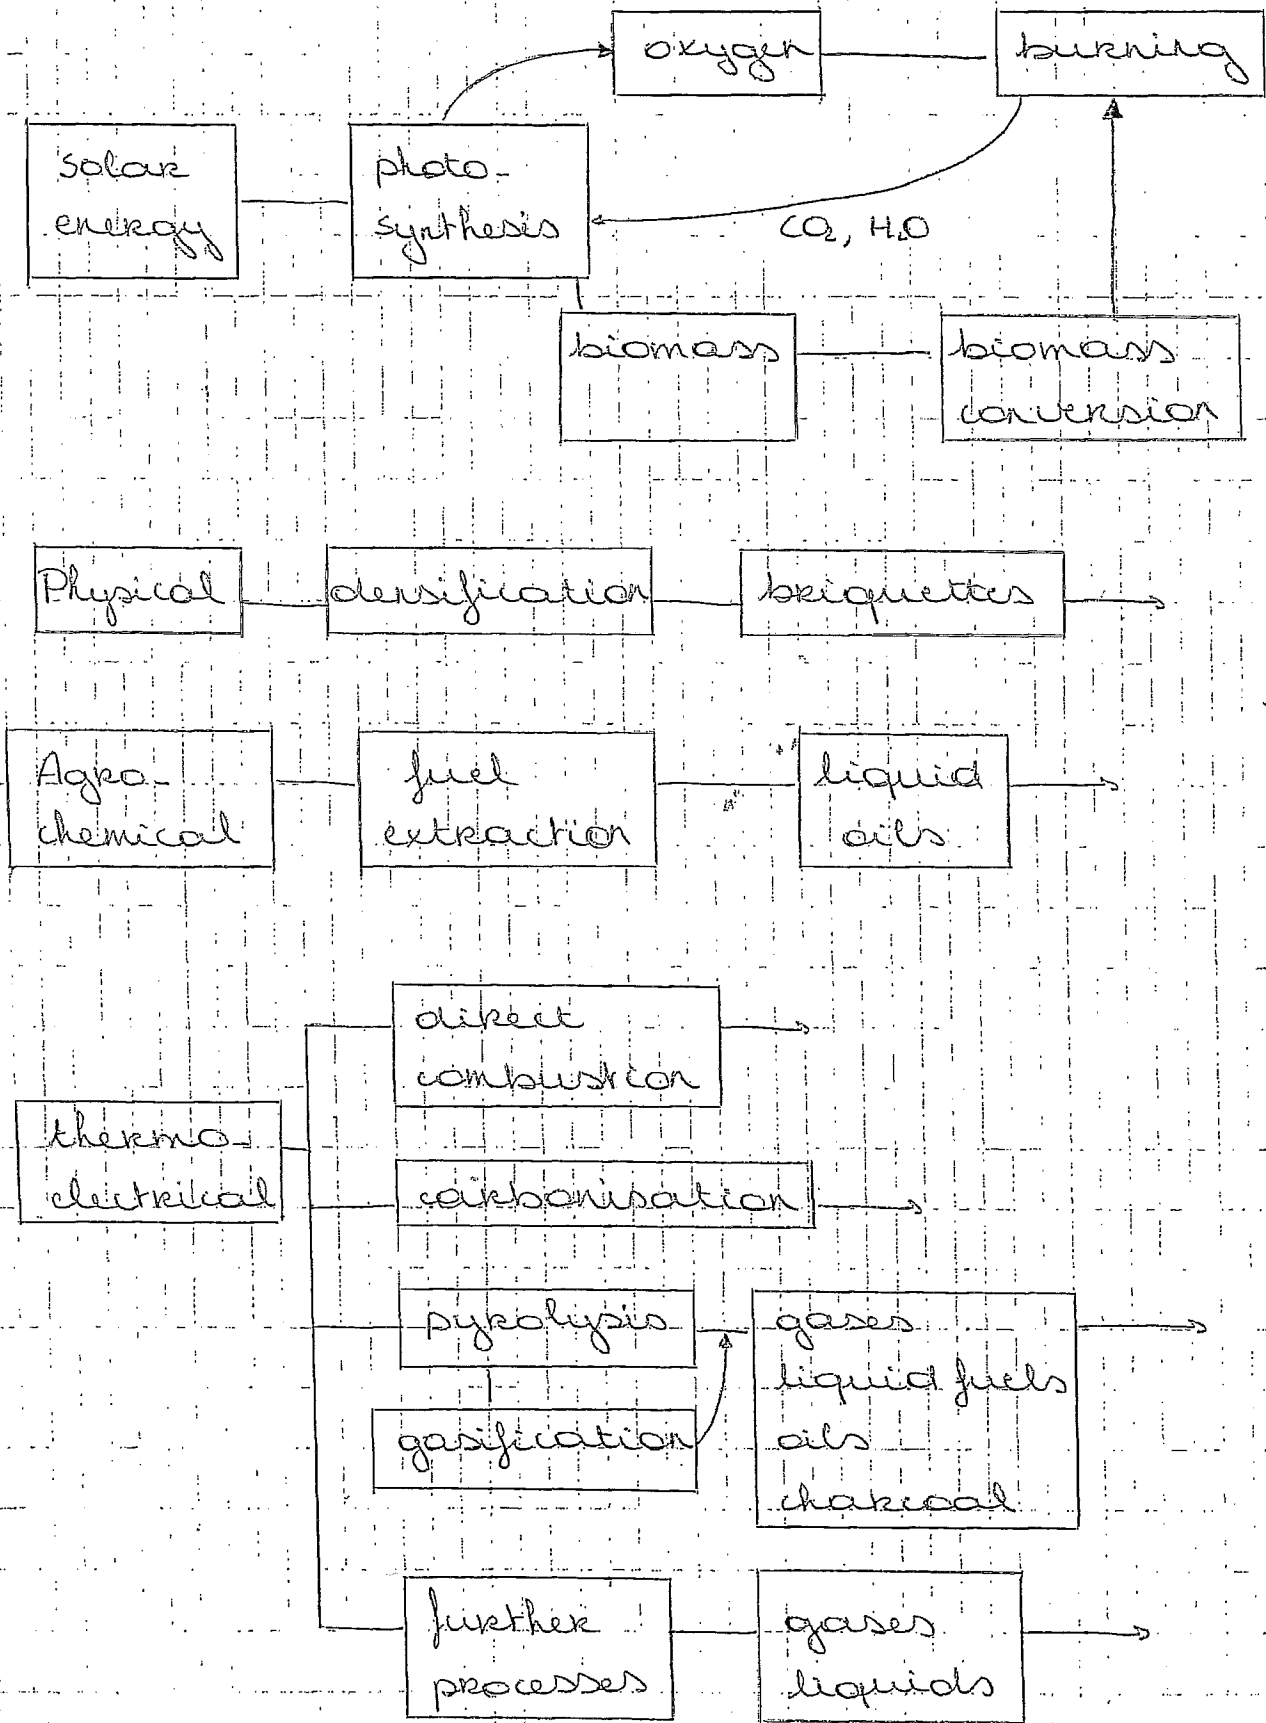 oxygen
burning
solar
energy
photo-
synthesis
CO2, H2O
biomass
biomass
conversion
Physical
densification
briquettes
Agro-
chemical
fuel
extraction
liquid
oils
direct
combustion
thermo-
electrical
carbonisation
pyrolysis
gasification
gases
liquid fuels
oils
charcoal
further
processes
gases
liquids